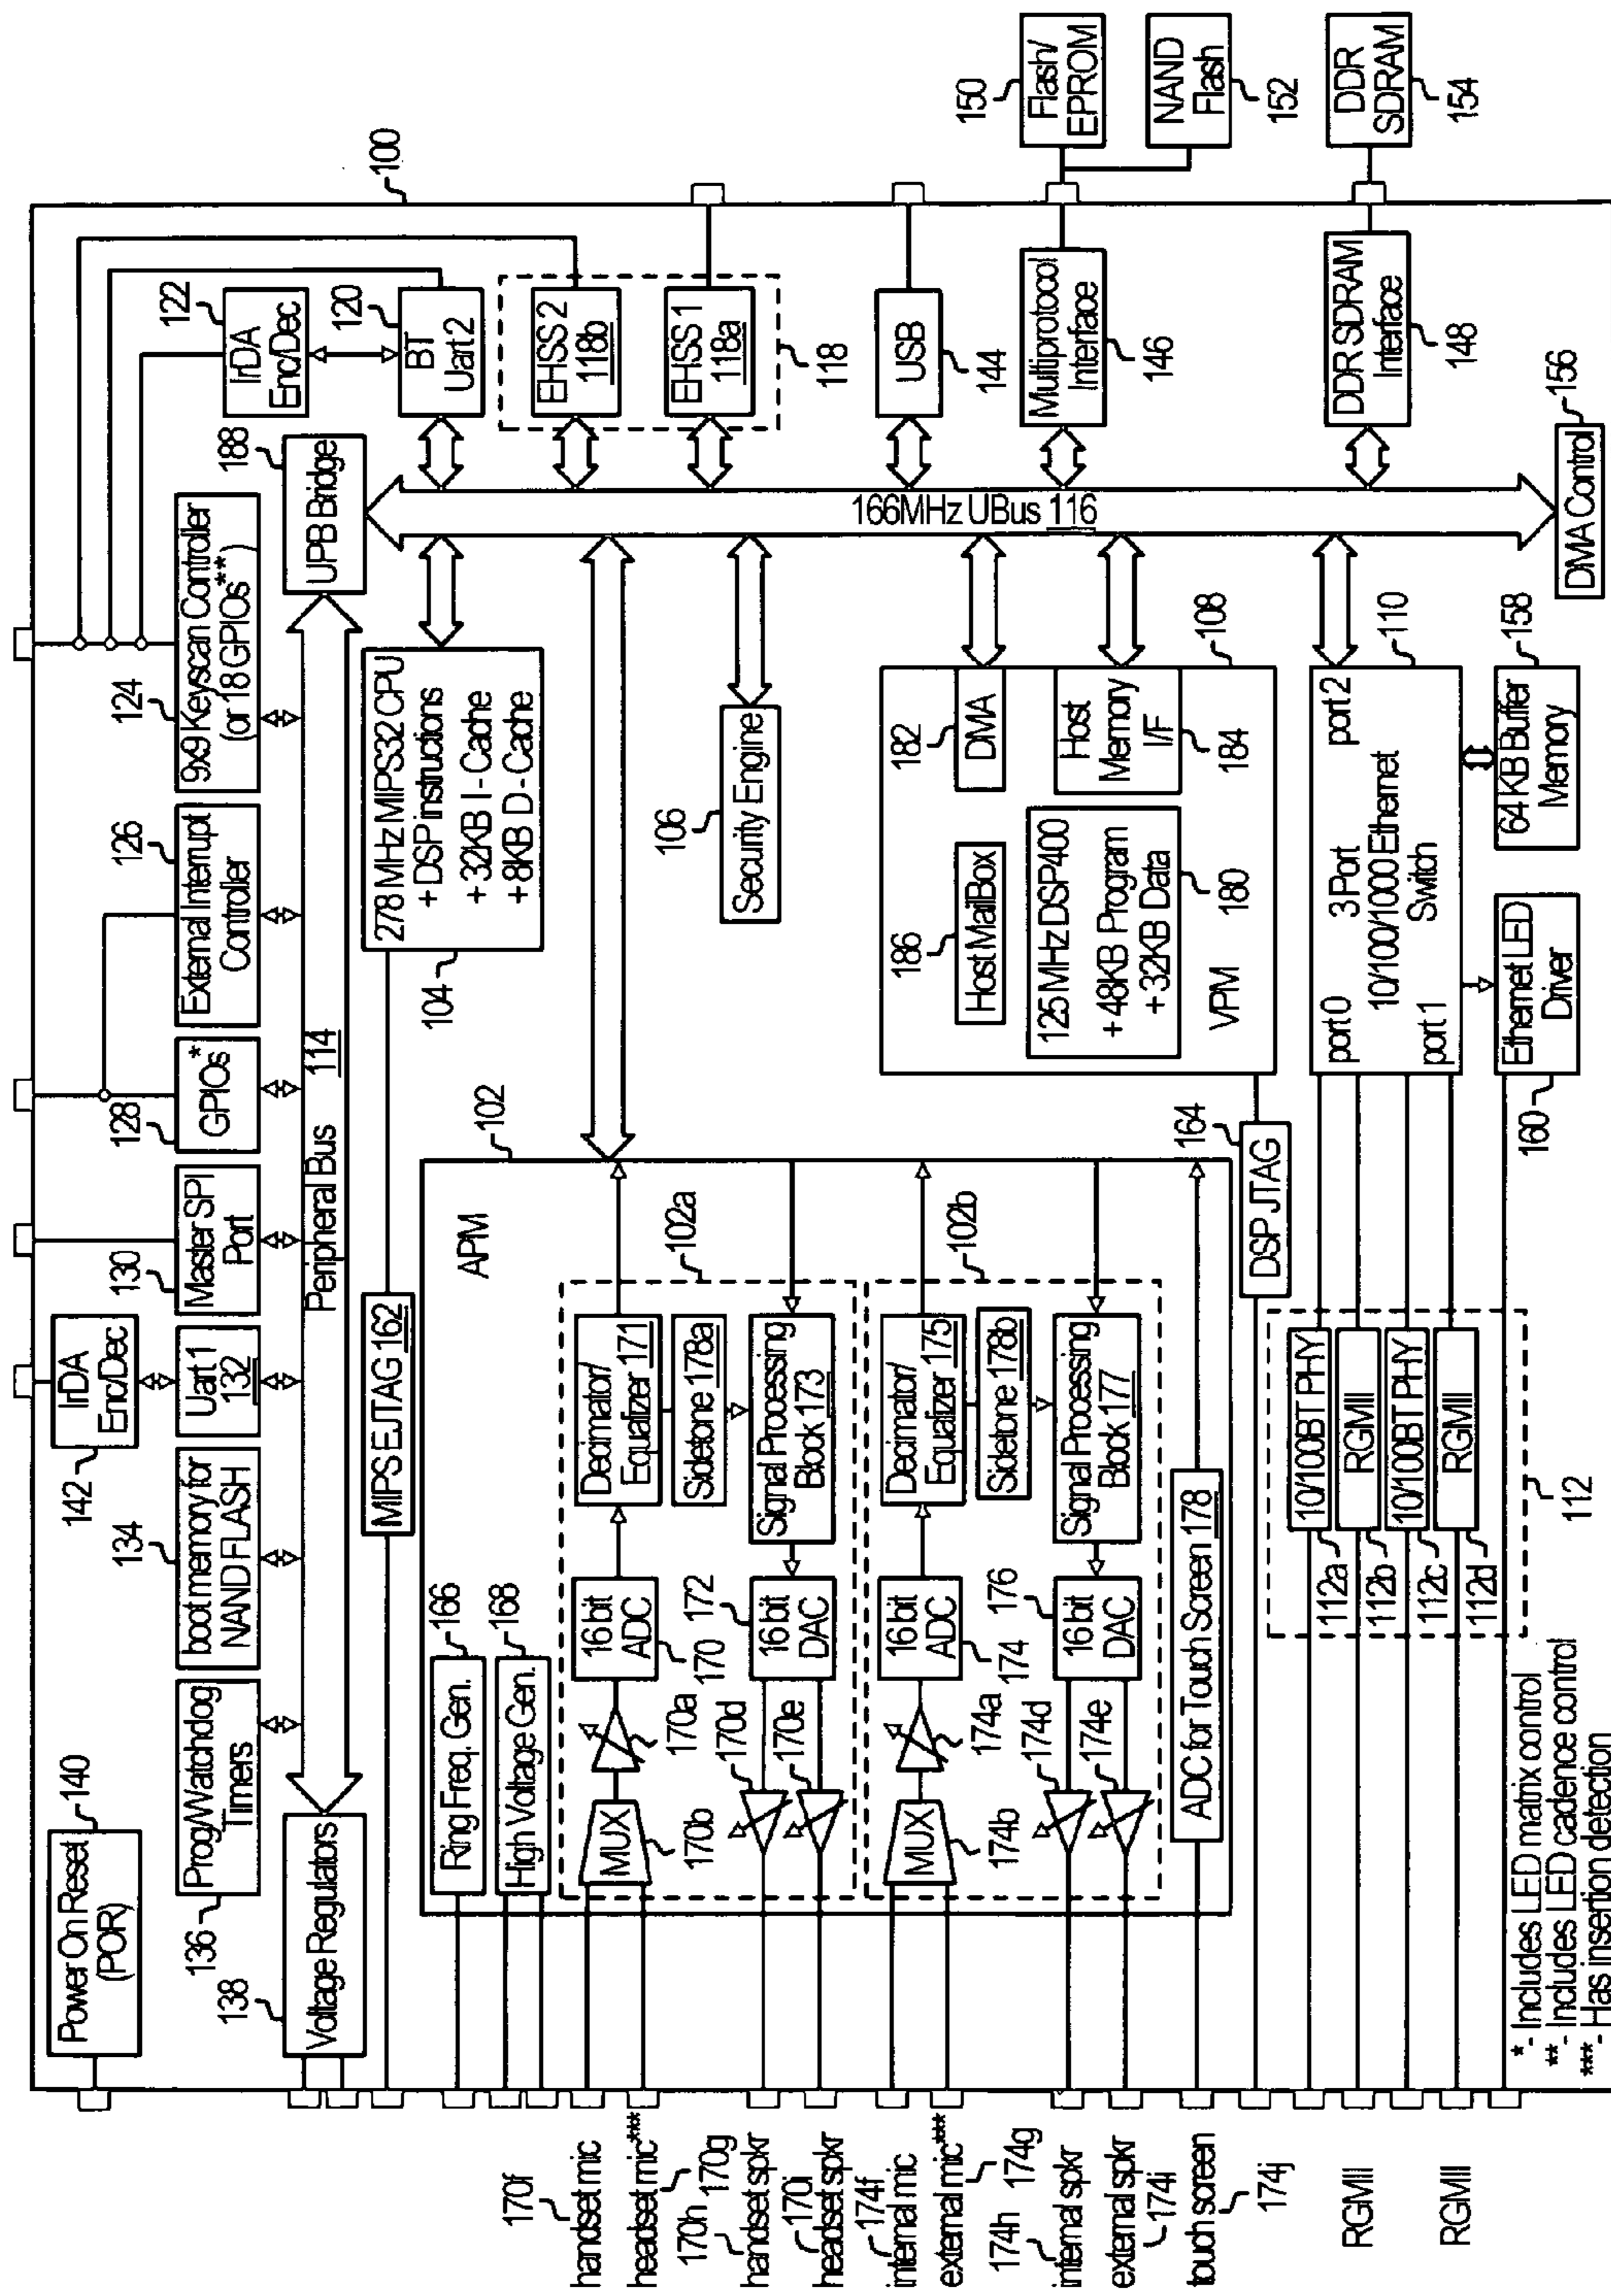 140
Power On Reset
(POR)
142
IrDA
Enc/Dec
136
Prog/Watchdog
Timers
134
boot memory for
NAND FLASH
Uart 1
132
130
Master SPI
Port
128
GPIOs*
126
External Interrupt
Controller
124
9x9 Keyscan Controller
(or 18 GPIOs**)
122
IrDA
Enc/Dec
100
138
Voltage Regulators
Peripheral Bus
114
188
UPB Bridge
120
BT
Uart 2
MIPS EJTAG 162
104
278 MHz MIPS32 CPU
+ DSP instructions
+ 32KB I - Cache
+ 8KB D - Cache
EHSS 2
118b
EHSS 1
118a
118
166
Ring Freq. Gen.
168
High Voltage Gen.
APM
102
102a
170f
handset mic
headset mic***
170g
170h
handset spkr
170i
headset spkr
MUX
170b
170a
16 bit
ADC
170
Decimator/
Equalizer 171
Sidetone 178a
Signal Processing
Block 173
172
16 bit
DAC
170d
170e
106
Security Engine
166MHz UBus 116
USB
144
150
Flash/
EPROM
NAND
Flash
152
Multiprotocol
Interface
146
102b
174f
internal mic
external mic***
174g
174h
internal spkr
external spkr
174i
touch screen
174j
MUX
174b
174a
16 bit
ADC
174
Decimator/
Equalizer 175
Sidetone 178b
Signal Processing
Block 177
176
16 bit
DAC
174d
174e
ADC for Touch Screen 178
108
186
Host MailBox
182
DMA
125 MHz DSP400
+ 48KB Program
+ 32KB Data
180
Host
Memory
I/F
184
VPM
164
DSP JTAG
DDR
SDRAM
154
DDR SDRAM
Interface
148
RGMII
RGMII
10/100BT PHY
112a
RGMII
112b
10/100BT PHY
112c
RGMII
112d
112
110
port 0
3 Port
10/100/1000 Ethernet
Switch
port 1
port 2
156
DMA Control
160
Ethernet LED
Driver
158
64 KB Buffer
Memory
* - Includes LED matrix control
** - Includes LED cadence control
*** - Has insertion detection